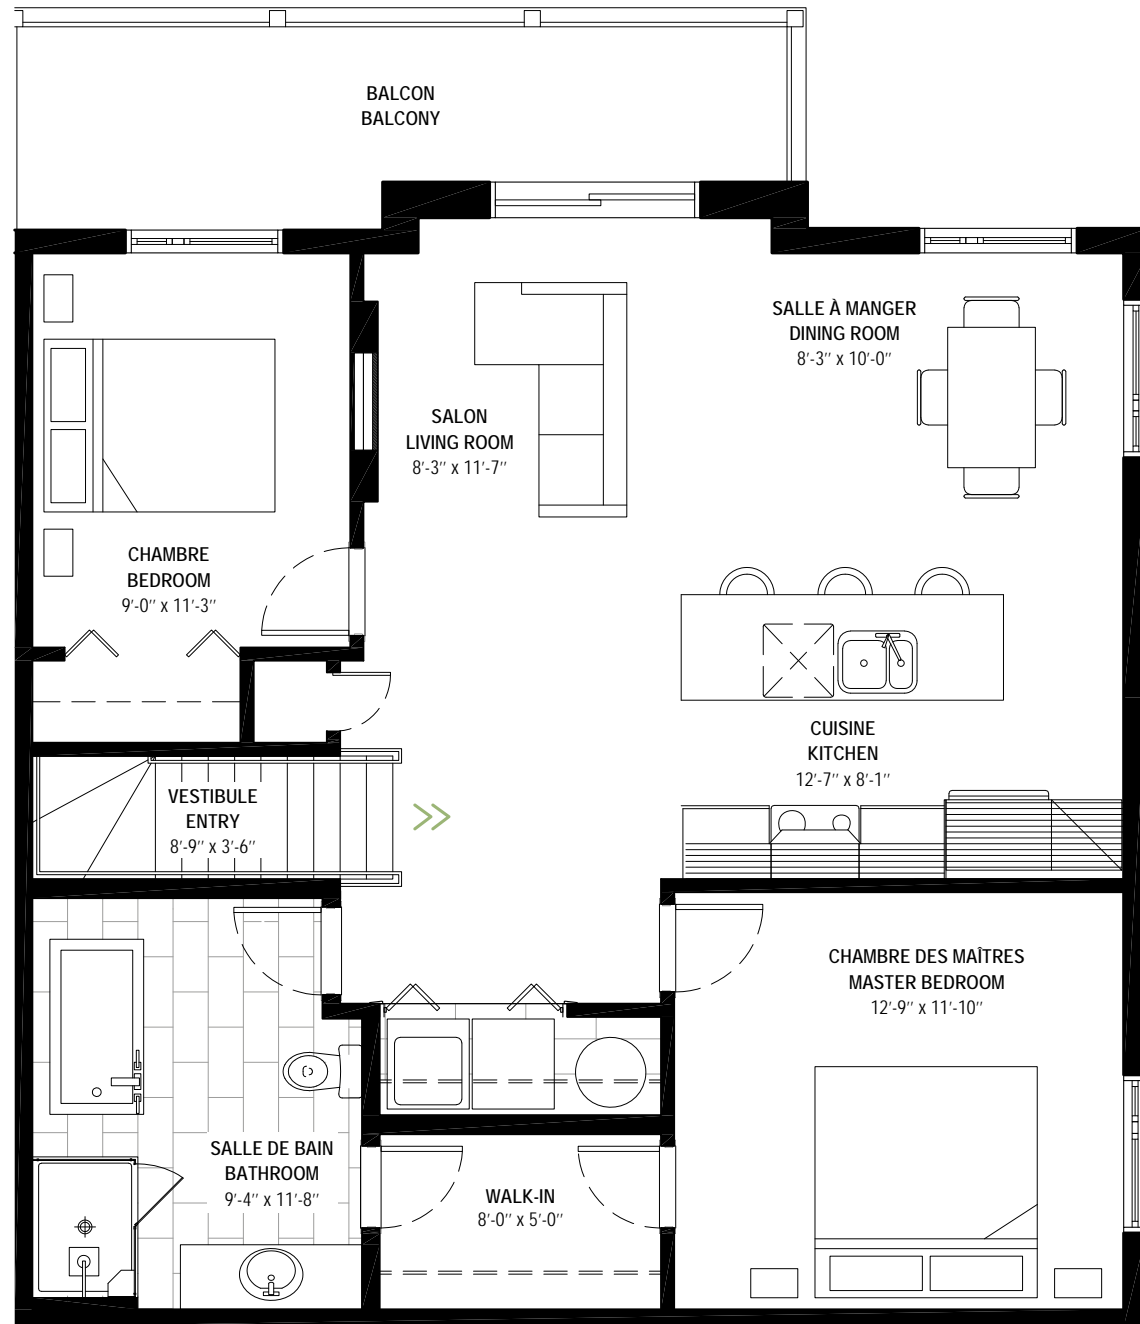 BALCON
BALCONY
SALLE À MANGER
DINING ROOM
8'-3'' x 10'-0''
SALON
LIVING ROOM
8'-3'' x 11'-7''
CHAMBRE
BEDROOM
9'-0'' x 11'-3''
CUISINE
KITCHEN
12'-7'' x 8'-1''
VESTIBULE
ENTRY
8'-9'' x 3'-6''
CHAMBRE DES MAÎTRES
MASTER BEDROOM
12'-9'' x 11'-10''
SALLE DE BAIN
BATHROOM
9'-4'' x 11'-8''
WALK-IN
8'-0'' x 5'-0''